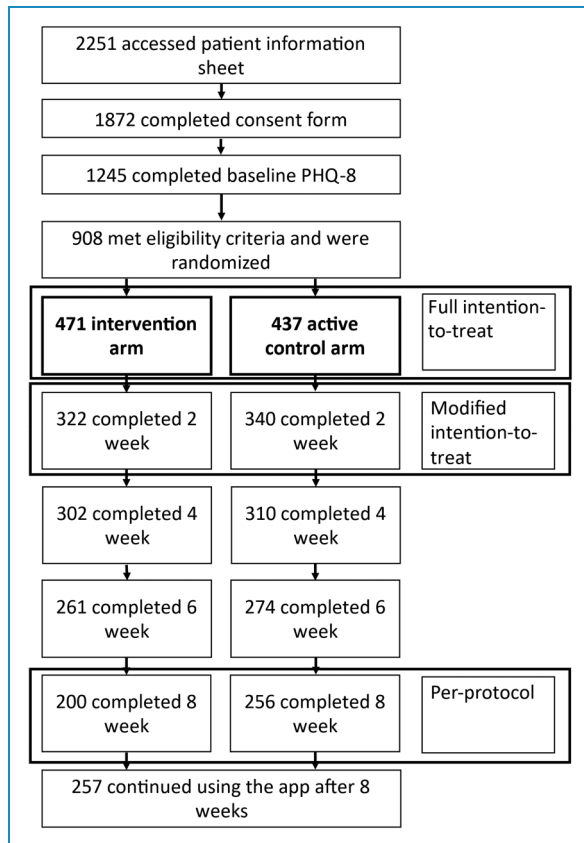 2251 accessed patient information
sheet
1872 completed consent form
1245 completed baseline PHQ-8
908 met eligibility criteria and were
randomized
471 intervention
arm
437 active
control arm
Full intention-
to-treat
322 completed 2
week
340 completed 2
week
Modified
intention-to-
treat
302 completed 4
week
310 completed 4
week
261 completed 6
week
274 completed 6
week
200 completed 8
week
256 completed 8
week
Per-protocol
257 continued using the app after 8
weeks